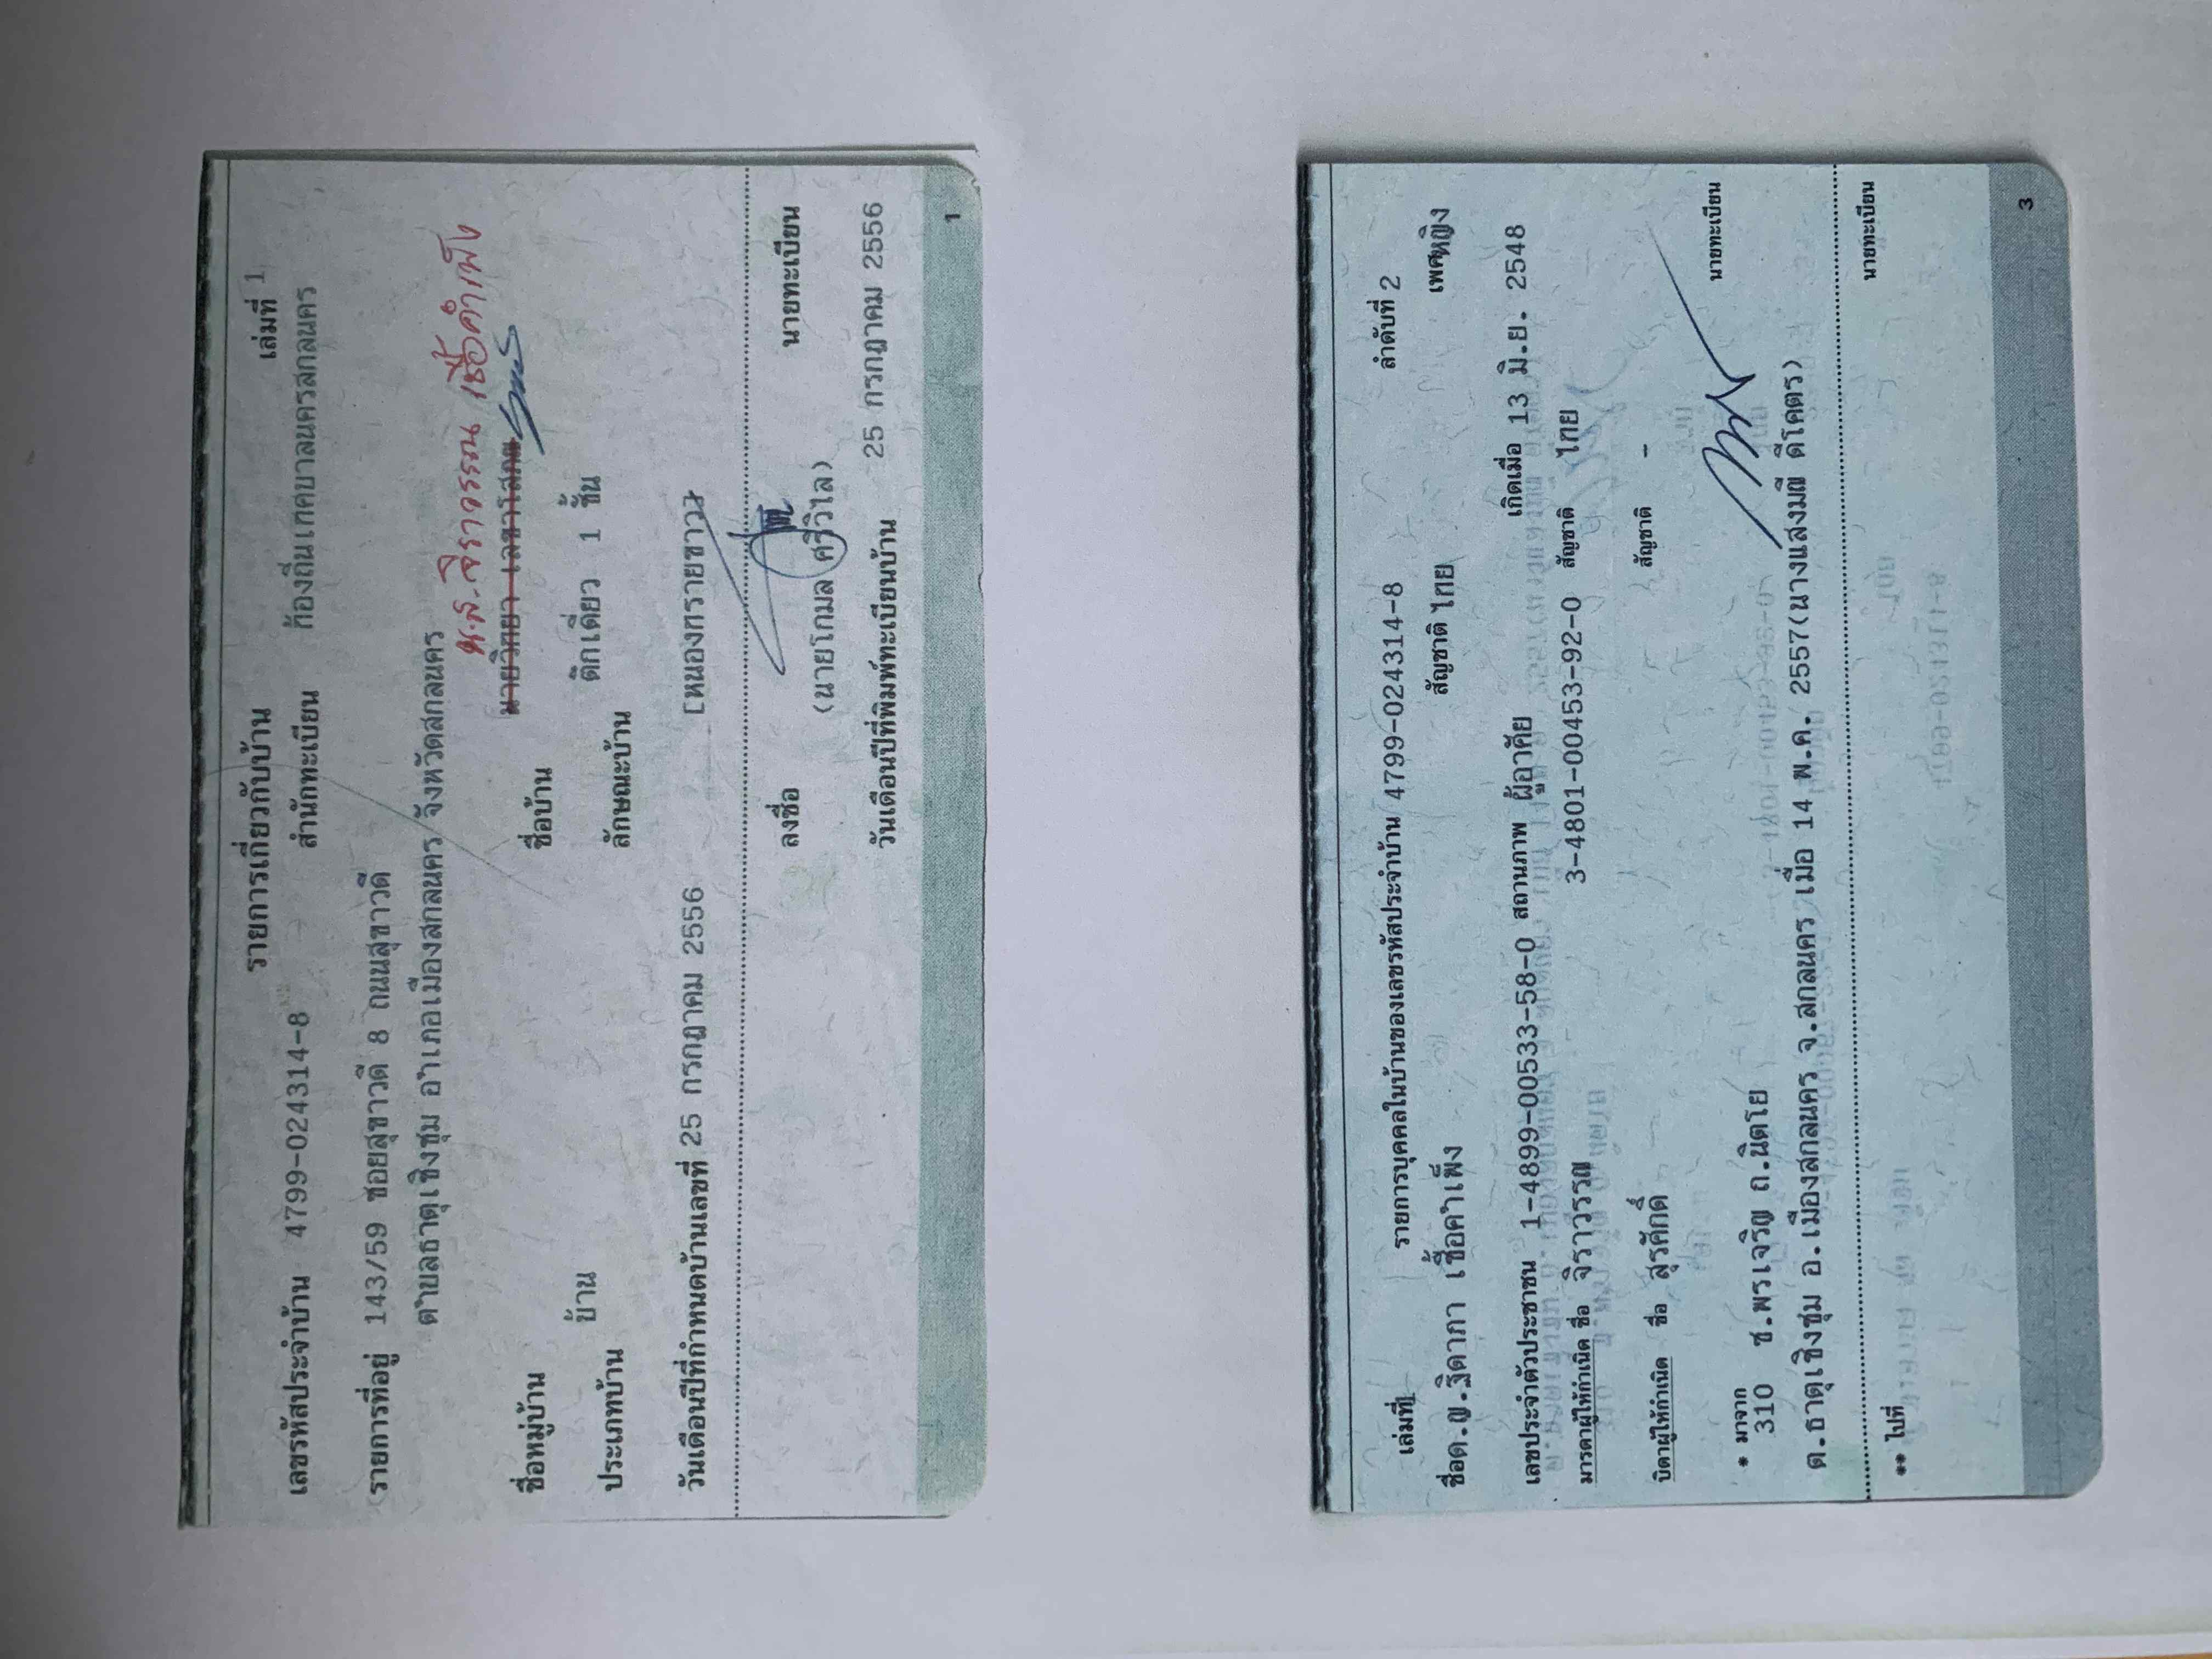 เล่มที่ 1
รายการเกี่ยวกับบ้าน
เลขรหัสประจำบ้าน 4799-024314-8 สำนักทะเบียน ท้องถิ่นเทศบาลนครสกลนคร
รายการที่อยู่ 143/59 ซอยสุขาวดี 8 ถนนสุขาวดี
ตำบลธาตุเชิงชุม อำเภอเมืองสกลนคร จังหวัดสกลนคร
น.ส.จิราวรรณ เชื้อคำเพ็ง
ชื่อหมู่บ้าน ชื่อบ้าน นายวิทยา เลขาโสภณ
ประเภทบ้าน บ้าน ลักษณะบ้าน ตึกเดี่ยว 1 ชั้น
วันเดือนปีที่กำหนดบ้านเลขที่ 25 กรกฎาคม 2556 [หนองทรายขาว]
ลงชื่อ นายทะเบียน
(นายโกมล ศรีวิไล)
วันเดือนปีที่พิมพ์ทะเบียนบ้าน 25 กรกฎาคม 2556
1
เล่มที่ 1 รายการบุคคลในบ้านของเลขรหัสประจำบ้าน 4799-024314-8 ลำดับที่ 2
ชื่อ ด.ญ.ฐิดาภา เชื้อคำเพ็ง สัญชาติ ไทย เพศ หญิง
เลขประจำตัวประชาชน 1-4899-00533-58-0 สถานภาพ ผู้อาศัย เกิดเมื่อ 13 มิ.ย. 2548
มารดาผู้ให้กำเนิด ชื่อ จิราวรรณ 3-4801-00453-92-0 สัญชาติ ไทย
บิดาผู้ให้กำเนิด ชื่อ สุรศักดิ์ สัญชาติ -
* มาจาก
310 ซ.พรเจริญ ถ.นิตโย นายทะเบียน
ต.ธาตุเชิงชุม อ.เมืองสกลนคร จ.สกลนคร เมื่อ 14 พ.ค. 2557(นางแสงมณี ดีโคตร)
** ไปที่ นายทะเบียน
3